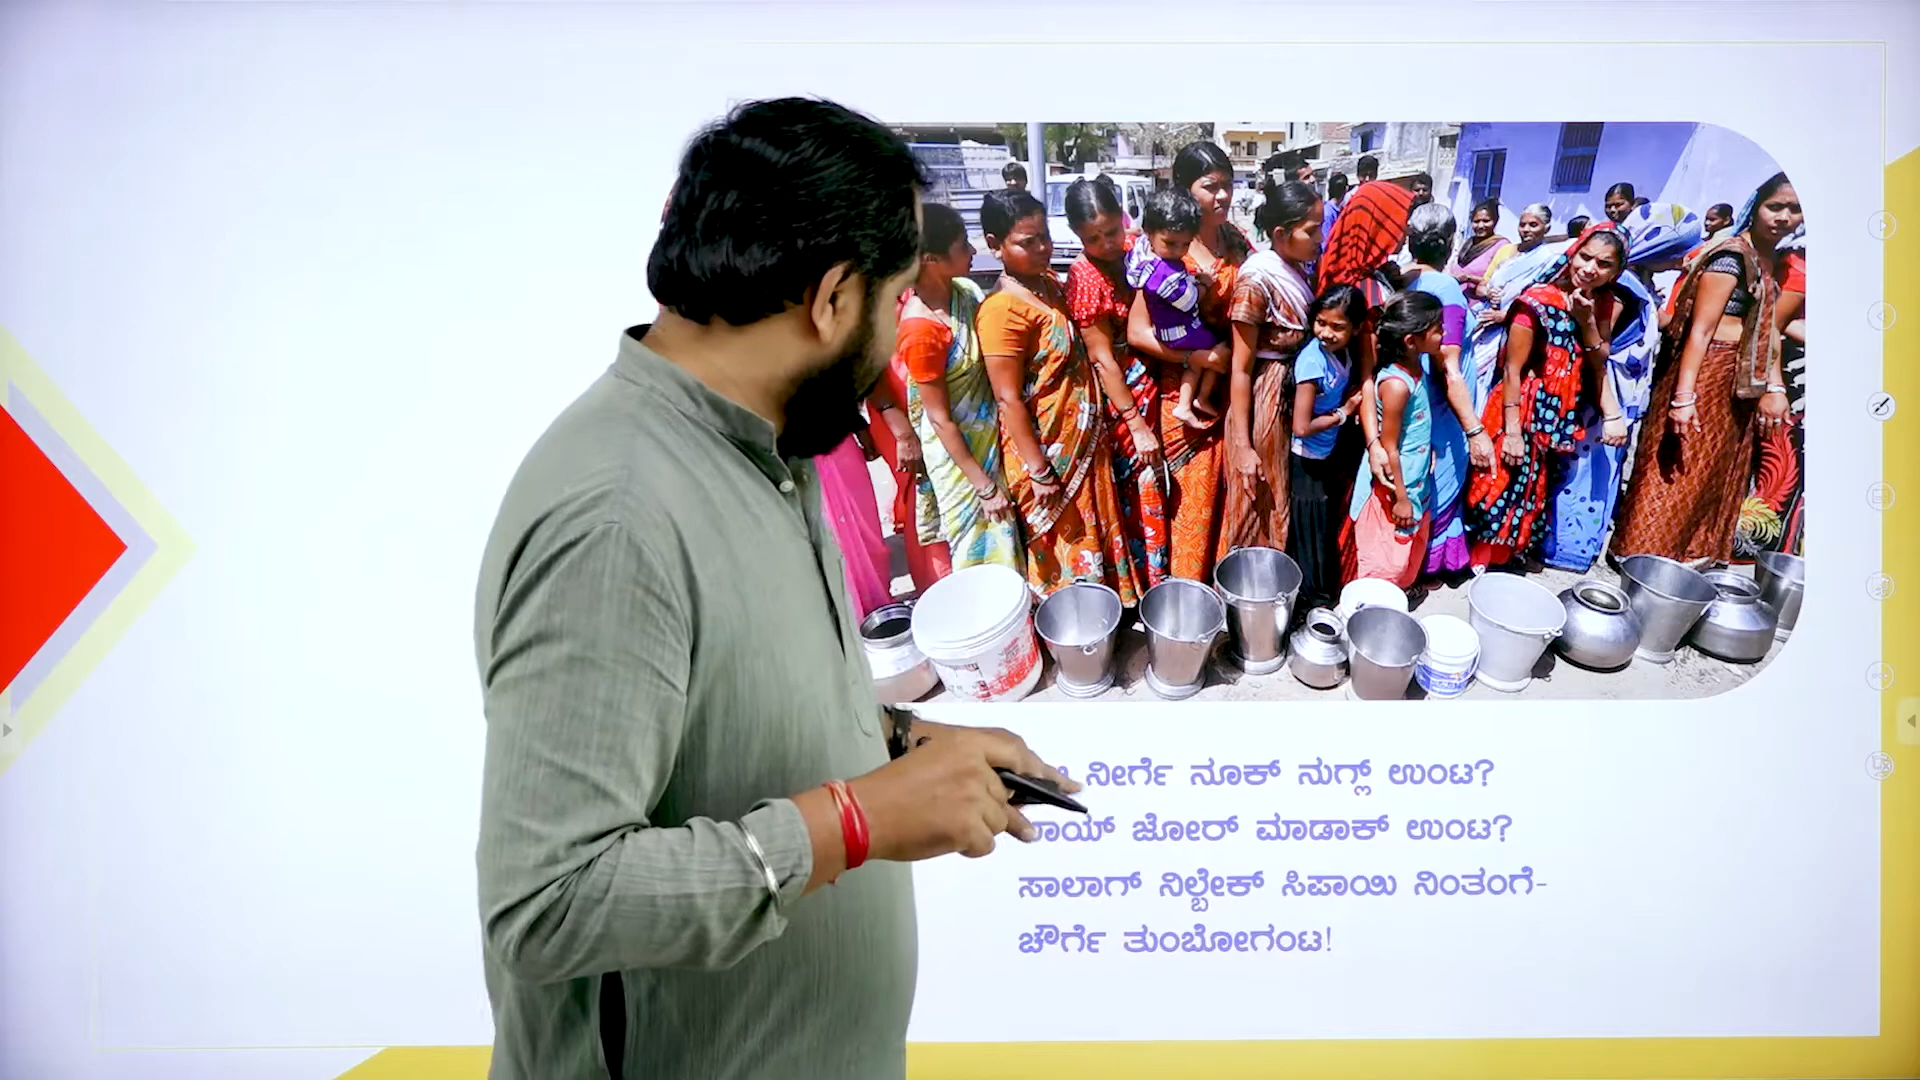 ನೀರ್ಗೆ ನೂಕ್ ನುಗ್ಲ್ ಉಂಟ?
ಜೋರ್ ಮಾಡಾಕ್ ಉಂಟ?
ಸಾಲಾಗ್ ನಿಲ್ಬೇಕ್ ಸಿಪಾಯಿ ನಿಂತಂಗೆ-
ಚೌರ್ಗೆ ತುಂಬೋಗಂಟ!